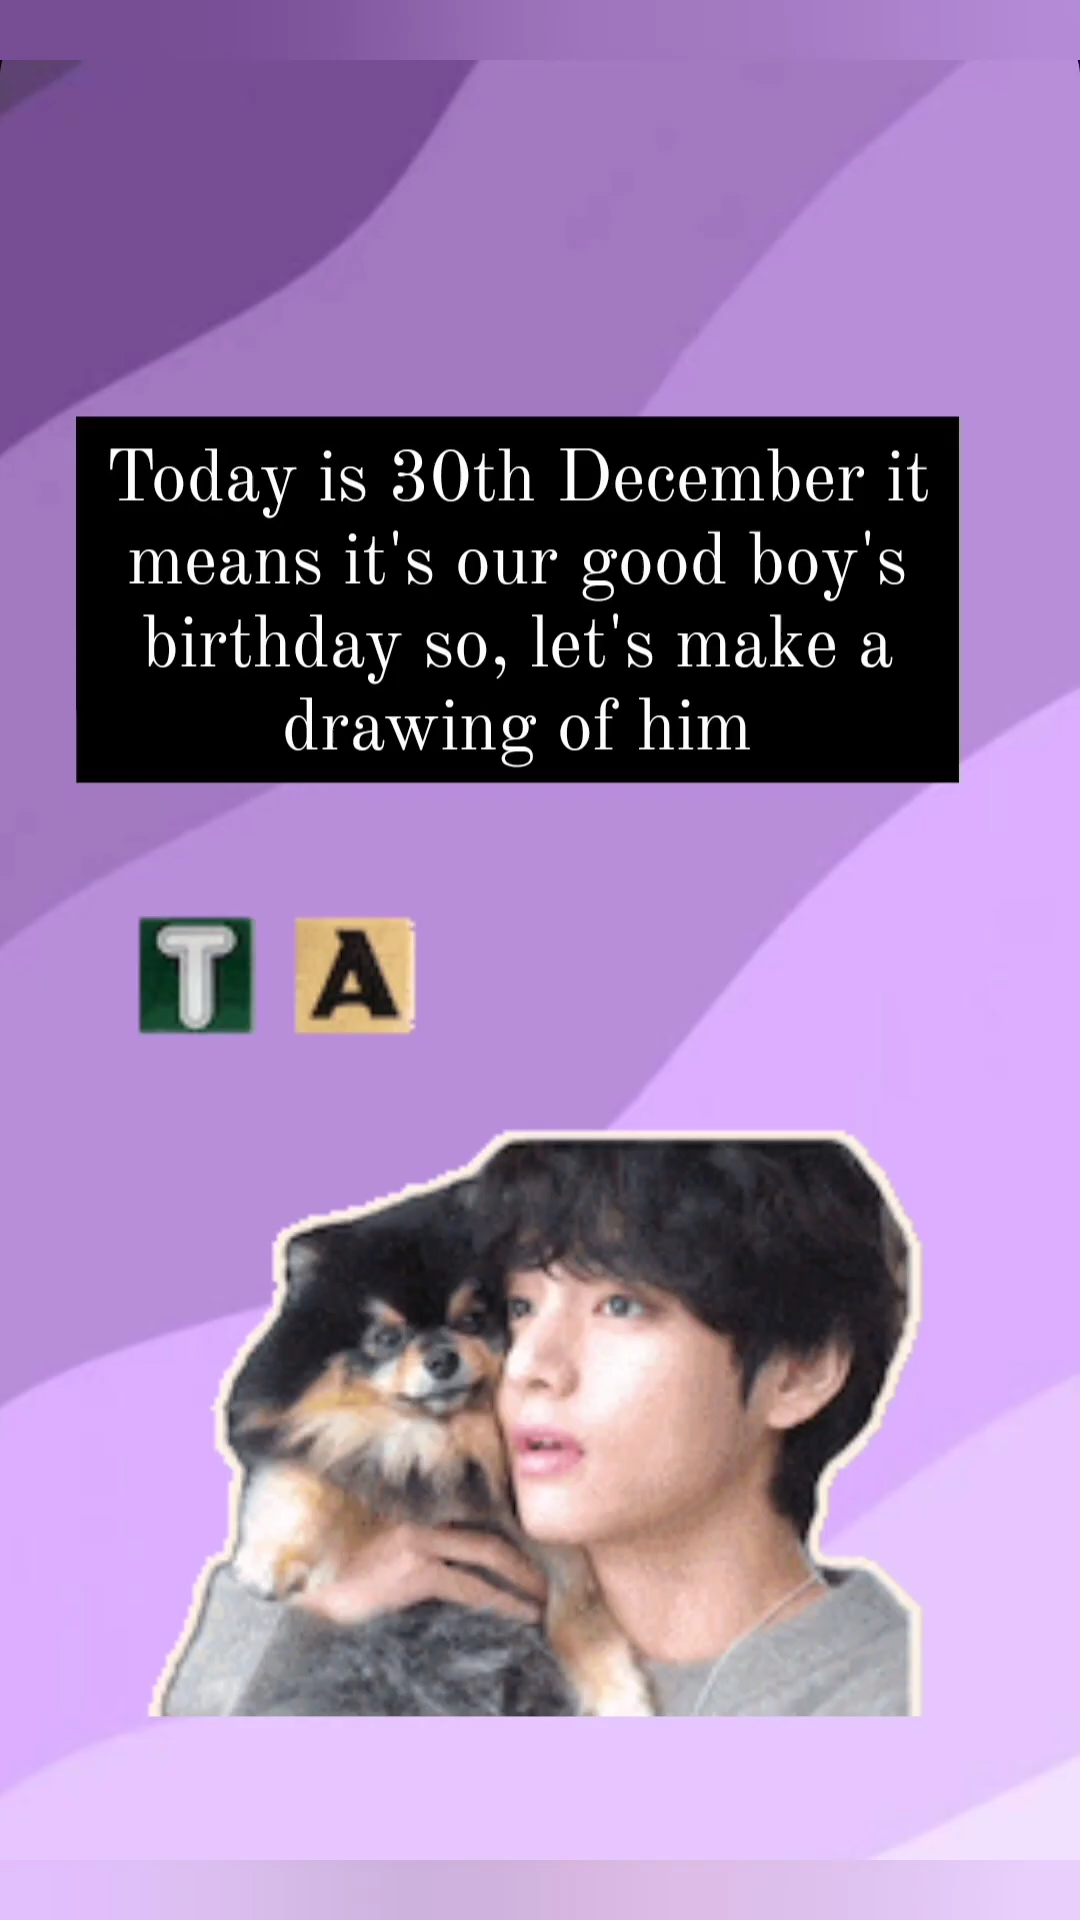 Today is 30th December it
means it's our good boy's
birthday so, let's make a
drawing of him
T A